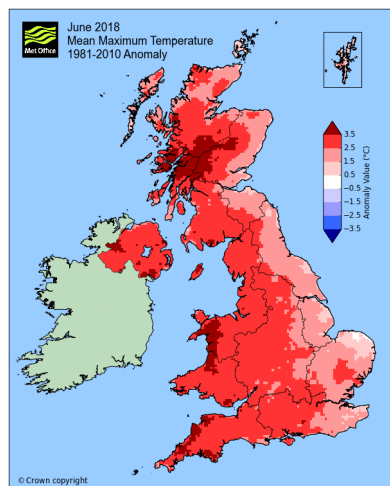 June 2018
Mean Maximum Temperature
1981-2010 Anomaly
Met Office
3.5
2.5
1.5
0.5
−0.5
−1.5
−2.5
−3.5
Anomaly Value (°C)
© Crown copyright